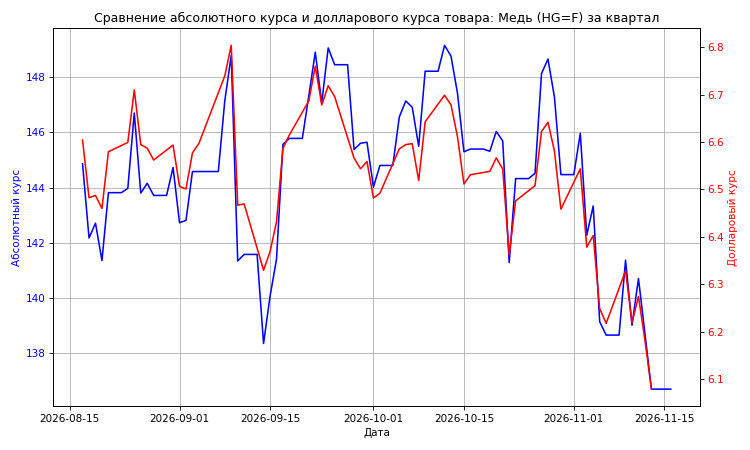 Сравнение абсолютного курса и долларового курса товара: Медь (HG=F) за квартал
Абсолютный курс
148
146
144
142
140
138
6.8
6.7
6.6
6.5
6.4
6.3
6.2
6.1
Долларовый курс
2026-08-15 2026-09-01 2026-09-15 2026-10-01 2026-10-15 2026-11-01 2026-11-15
Дата